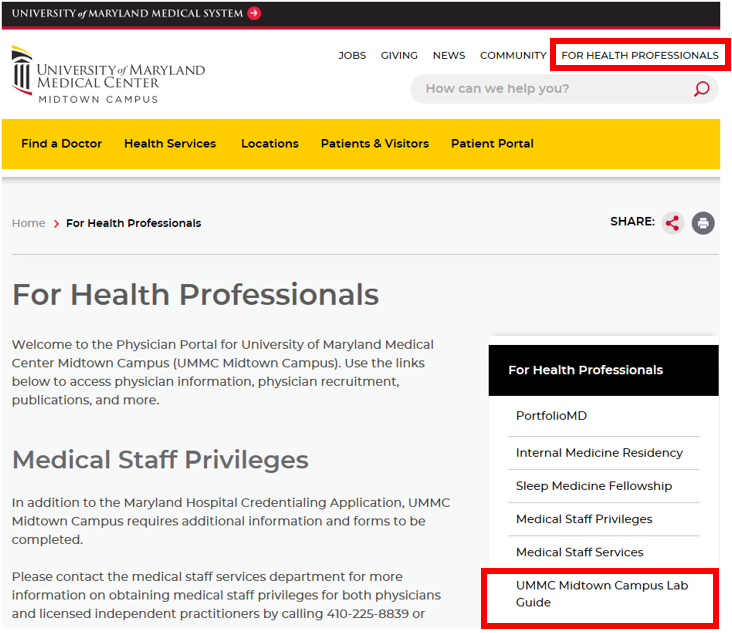 UNIVERSITY of MARYLAND MEDICAL SYSTEM
JOBS GIVING NEWS COMMUNITY FOR HEALTH PROFESSIONALS
UNIVERSITY of MARYLAND
MEDICAL CENTER
MIDTOWN CAMPUS
How can we help you?
Find a Doctor Health Services Locations Patients & Visitors Patient Portal
Home > For Health Professionals
SHARE:
For Health Professionals
Welcome to the Physician Portal for University of Maryland Medical
Center Midtown Campus (UMMC Midtown Campus). Use the links
below to access physician information, physician recruitment,
publications, and more.
Medical Staff Privileges
In addition to the Maryland Hospital Credentialing Application, UMMC
Midtown Campus requires additional information and forms to be
completed.
Please contact the medical staff services department for more
information on obtaining medical staff privileges for both physicians
and licensed independent practitioners by calling 410-225-8839 or
For Health Professionals
PortfolioMD
Internal Medicine Residency
Sleep Medicine Fellowship
Medical Staff Privileges
Medical Staff Services
UMMC Midtown Campus Lab
Guide